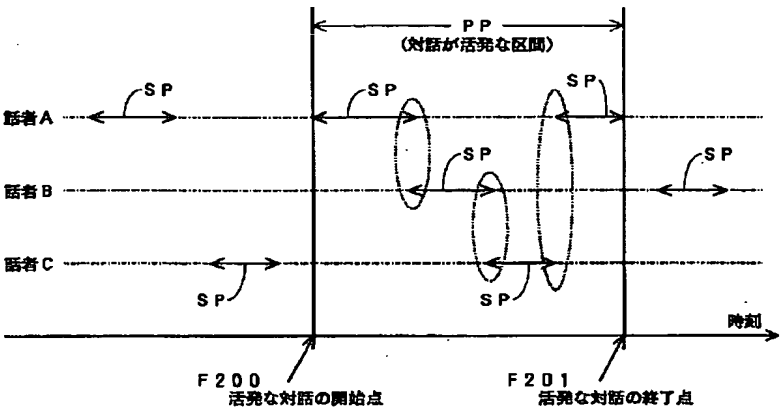 PP
(対話が活発な区間)
SP
SP
SP
話者A
SP
SP
話者B
話者C
SP
SP
時刻
F200
活発な対話の開始点
F201
活発な対話の終了点